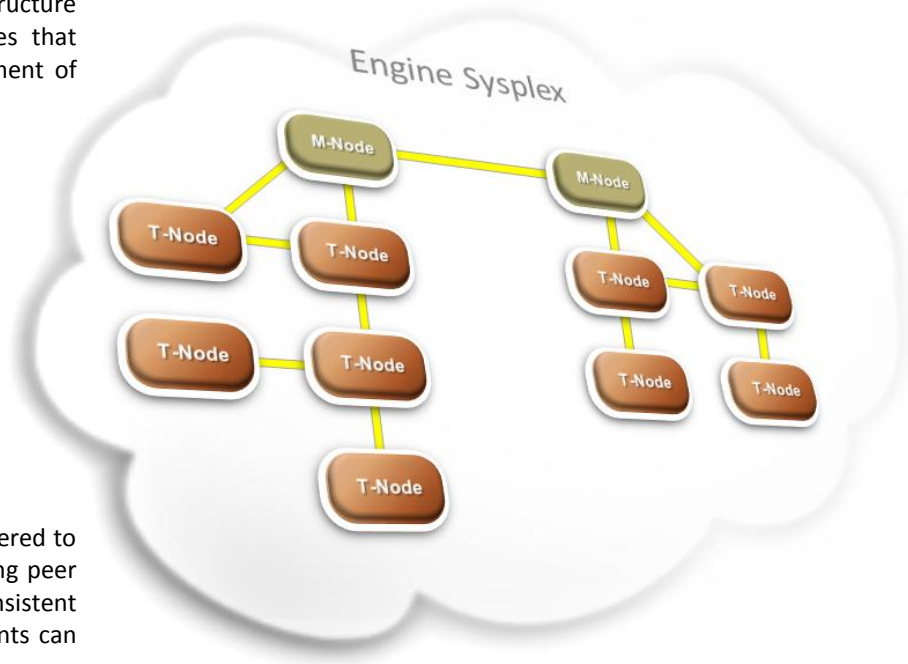 ructure
es that
ment of
Engine Sysplex
M-Node
M-Node
T-Node
T-Node
T-Node
T-Node
T-Node
T-Node
T-Node
T-Node
T-Node
ered to
ng peer
nsistent
nts can